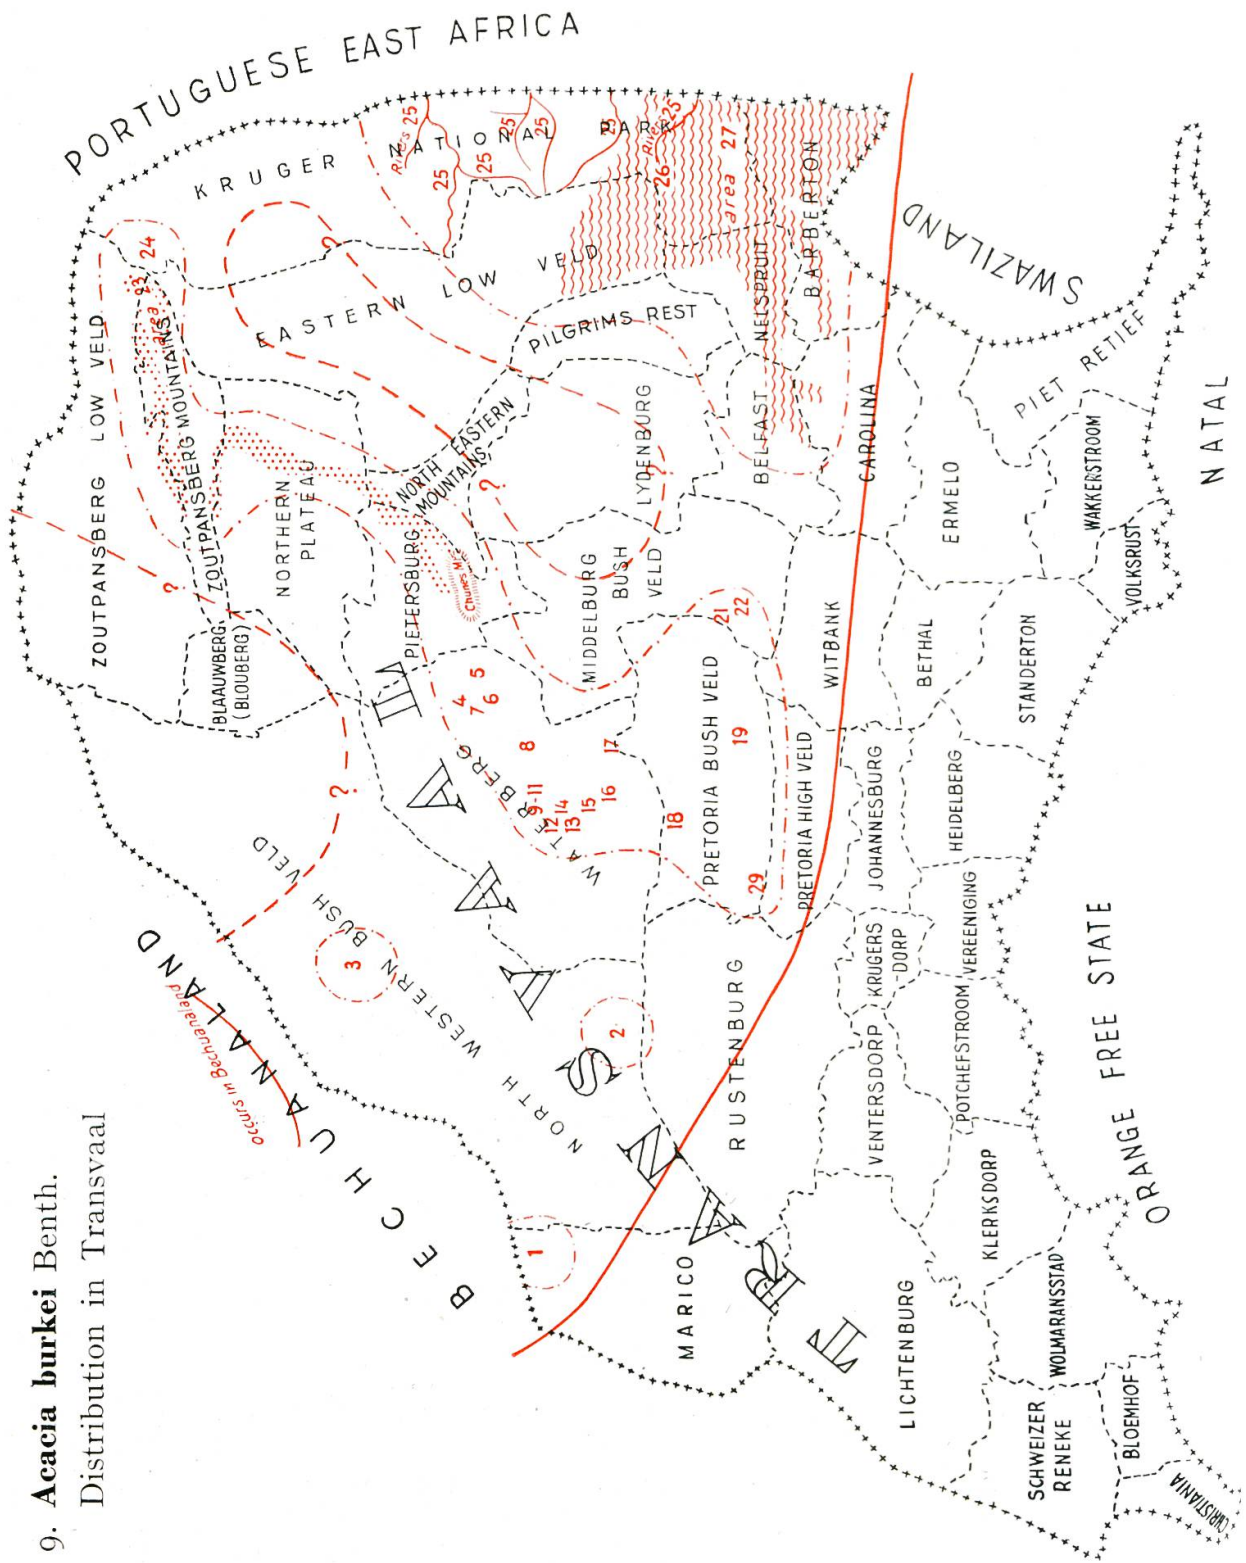 9. Acacia burkei Benth.
Distribution in Transvaal
PORTUGUESE EAST AFRICA
BECHUANALAND
Occurs in Bechuanaland
SWAZILAND
NATAL
ORANGE FREE STATE
TRANSVAAL
ZOUTPANSBERG LOW VELD
KRUGER NATIONAL PARK
BLAAUWBERG
(BLOUBERG)
ZOUTPANSBERG MOUNTAINS
area 23
24
NORTHERN
PLATEAU
EASTERN LOW VELD
NORTH WESTERN BUSH VELD
PIETERSBURG
NORTH EASTERN
MOUNTAINS
Chunes Mts
PILGRIMS REST
LYDENBURG
MIDDELBURG
BUSH
VELD
WATERBERG
1
2
3
4
5
7
6
8
9-11
12
14
13
15
16
17
18
19
29
21
22
Rivers 25
25
25
25
25
25
Rivers 25
26
area 27
?
?
?
?
?
NELSPRUIT
BARBERTON
BELFAST
CAROLINA
PRETORIA BUSH VELD
PRETORIA HIGH VELD
WITBANK
RUSTENBURG
MARICO
JOHANNESBURG
KRUGERS
-DORP
VENTERSDORP
BETHAL
ERMELO
PIET RETIEF
HEIDELBERG
VEREENIGING
POTCHEFSTROOM
KLERKSDORP
LICHTENBURG
STANDERTON
WAKKERSTROOM
VOLKSRUST
WOLMARANSSTAD
SCHWEIZER
RENEKE
BLOEMHOF
CHRISTIANIA